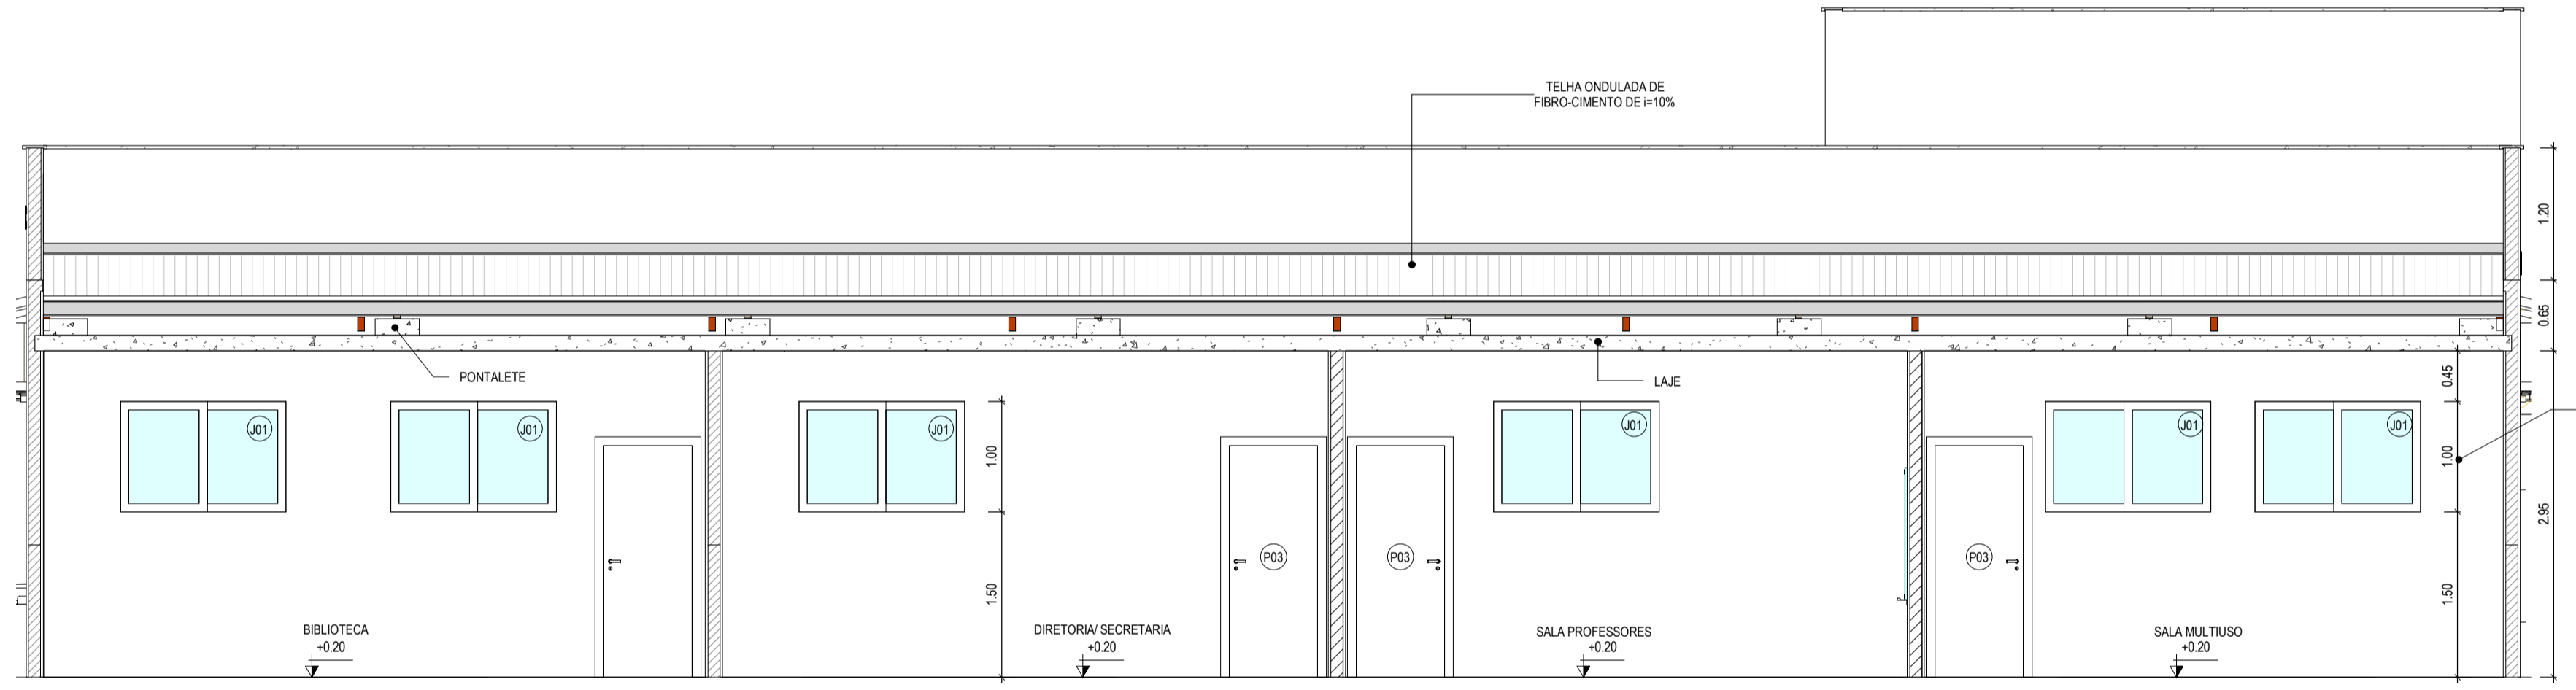 TELHA ONDULADA DE
FIBRO-CIMENTO DE i=10%
1.20
0.65
PONTALETE
LAJE
0.45
J01
J01
J01
J01
J01
J01
1.00
1.00
2.95
P03
P03
P03
1.50
1.50
BIBLIOTECA
+0.20
DIRETORIA/ SECRETARIA
+0.20
SALA PROFESSORES
+0.20
SALA MULTIUSO
+0.20